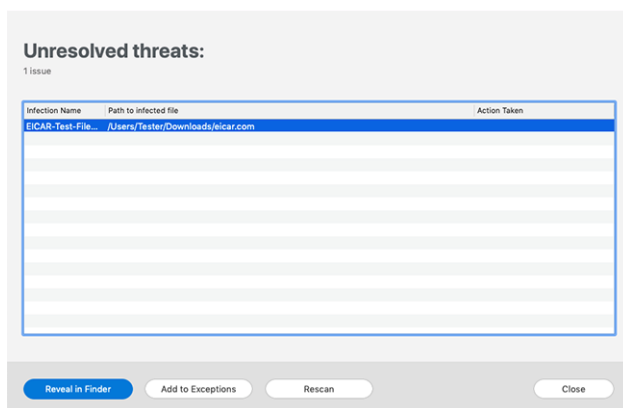 Unresolved threats:
1 issue
Infection Name Path to infected file Action Taken
EICAR-Test-File... /Users/Tester/Downloads/eicar.com
Reveal in Finder Add to Exceptions Rescan Close